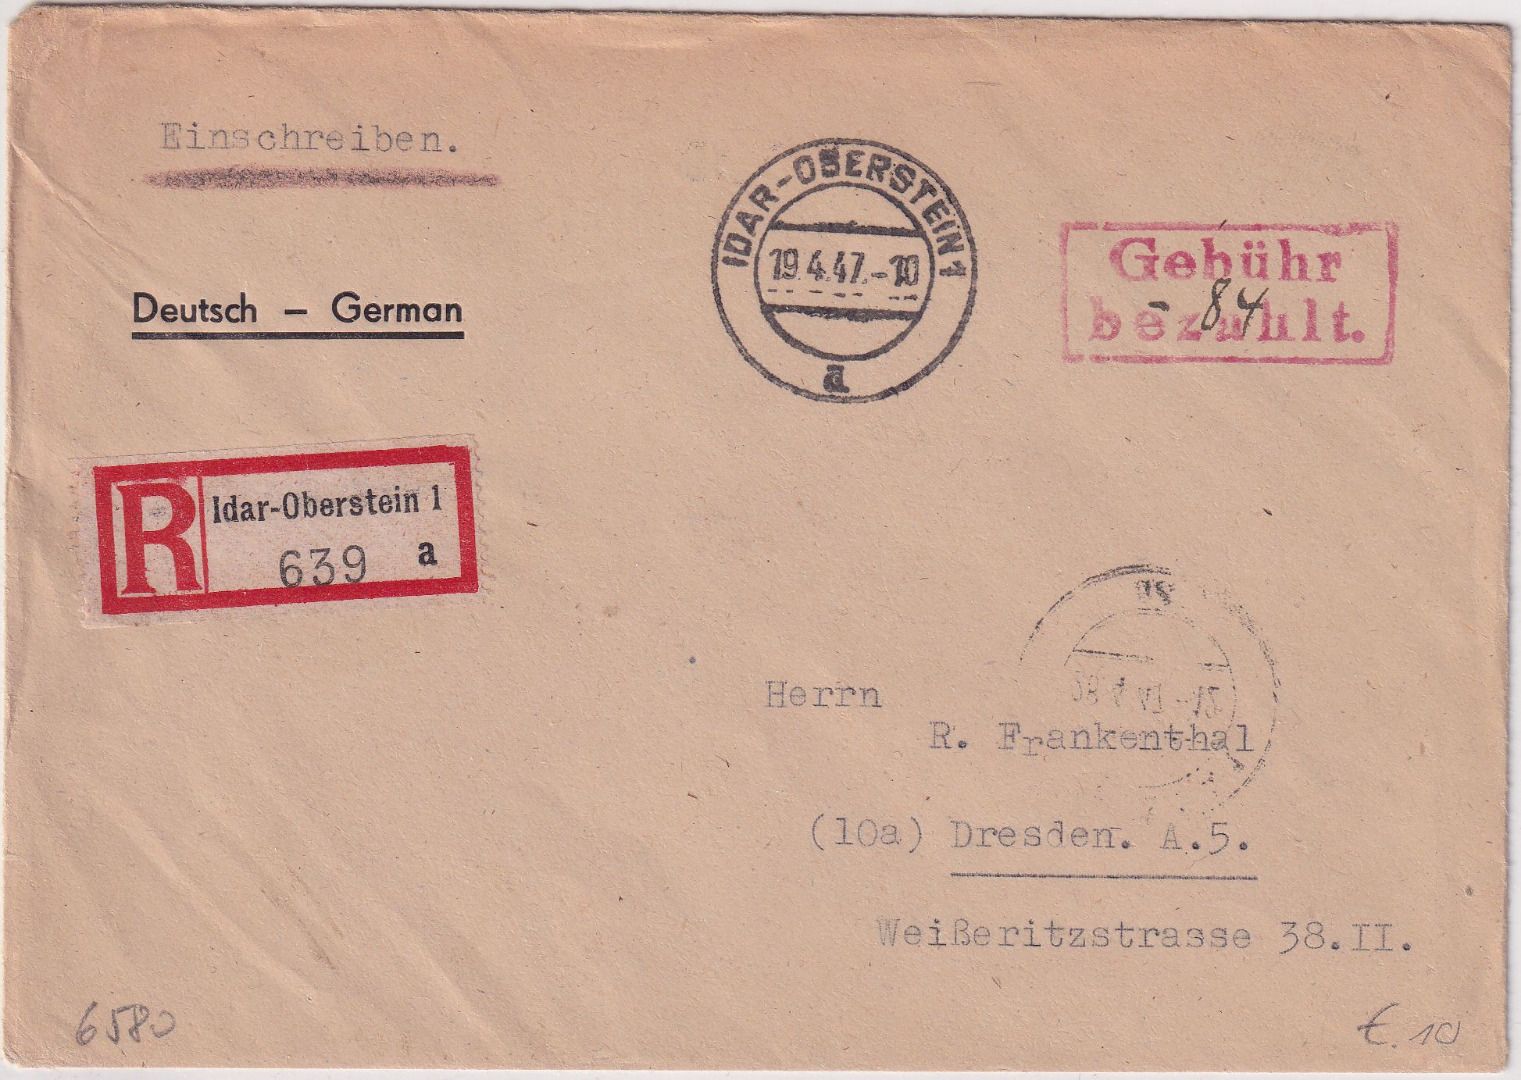 Einschreiben.
IDAR-OBERSTEIN 1
19.4.47.-10
a
Gebühr
bezahlt.
-84
Deutsch – German
R Idar-Oberstein 1
639 a
Herrn
R. Frankenthal
(10a) Dresden. A.5.
Weißeritzstrasse 38.II.
6580
€.10